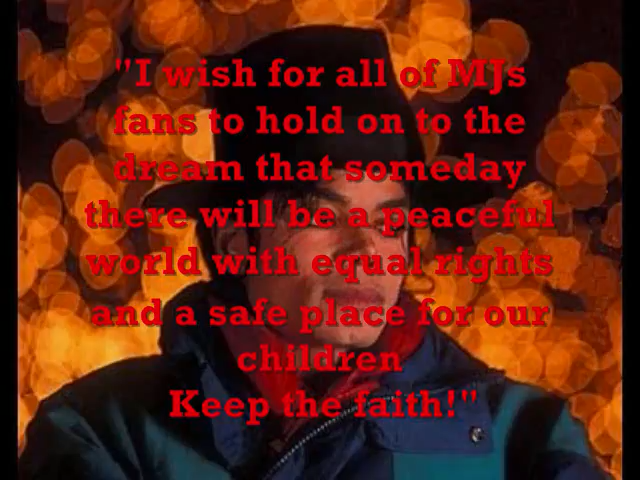 "I wish for all of MJs
fans to hold on to the
dream that someday
there will be a peaceful
world with equal rights
and a safe place for our
children
Keep the faith!"